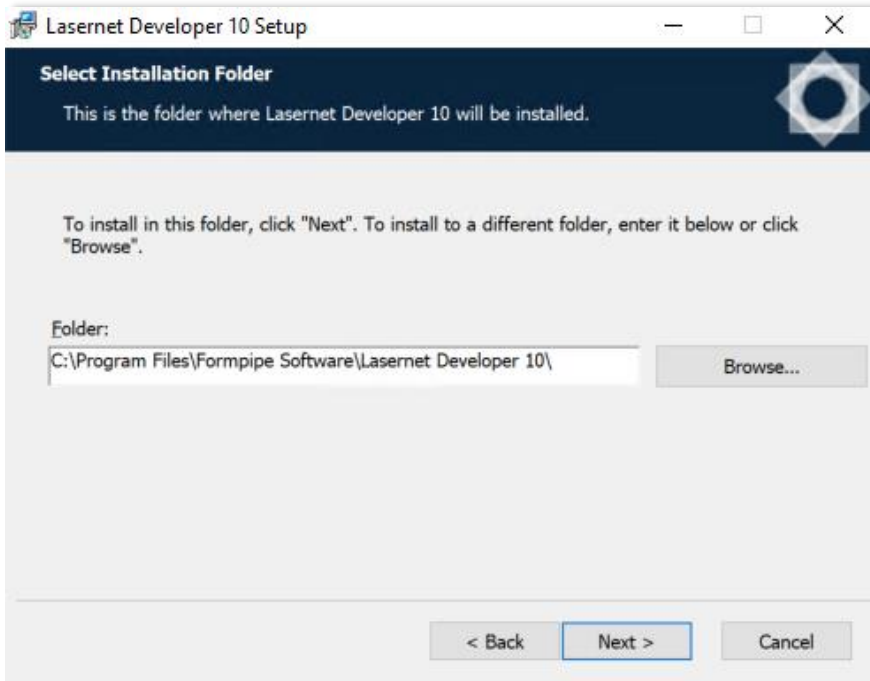 Lasernet Developer 10 Setup
Select Installation Folder
This is the folder where Lasernet Developer 10 will be installed.
To install in this folder, click "Next". To install to a different folder, enter it below or click
"Browse".
Folder:
C:\Program Files\Formpipe Software\Lasernet Developer 10\
Browse...
< Back
Next >
Cancel